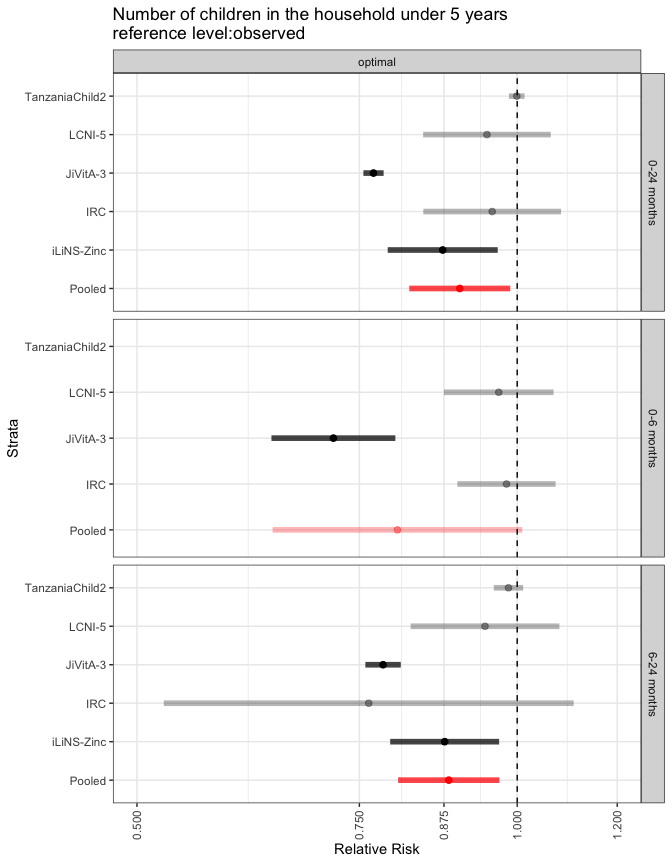 Number of children in the household under 5 years
reference level:observed
optimal
TanzaniaChild2
LCNI-5
JiVitA-3
IRC
iLiNS-Zinc
Pooled
0-24 months
TanzaniaChild2
LCNI-5
JiVitA-3
IRC
Pooled
0-6 months
TanzaniaChild2
LCNI-5
JiVitA-3
IRC
iLiNS-Zinc
Pooled
6-24 months
Strata
0.500
0.750
0.875
1.000
1.200
Relative Risk